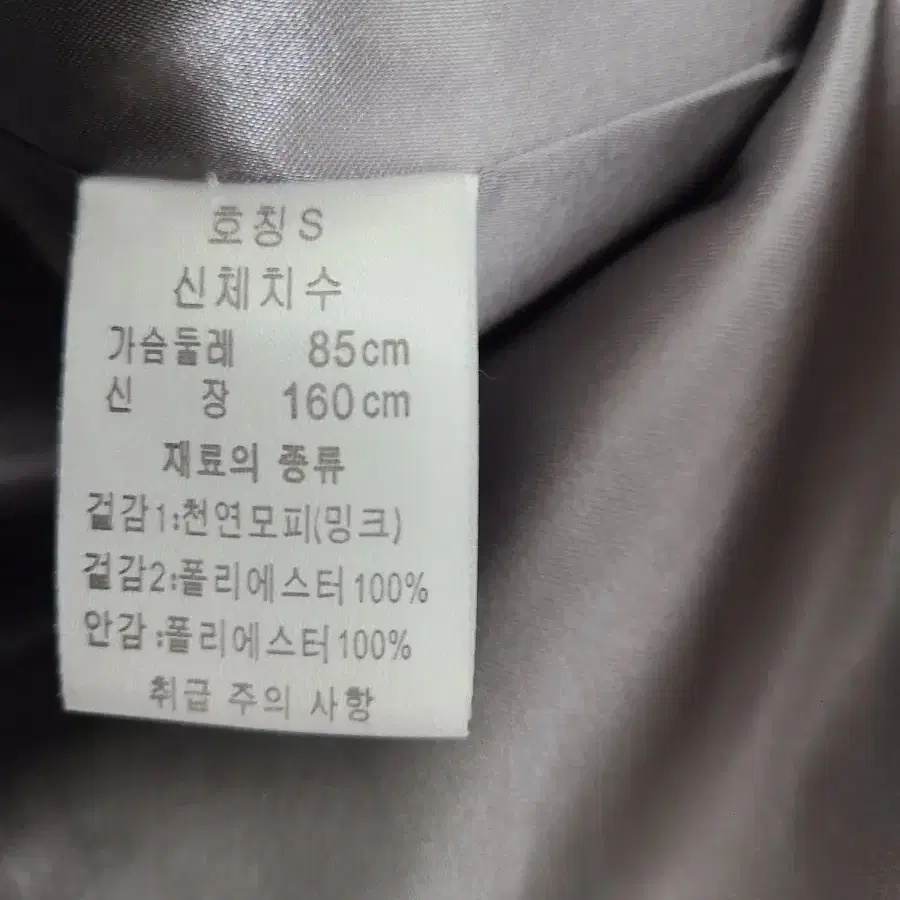 호칭 S
신체치수
가슴둘레 85cm
신 장 160cm
재료의 종류
겉감1:천연모피(밍크)
겉감2:폴리에스터100%
안감:폴리에스터100%
취급 주의 사항